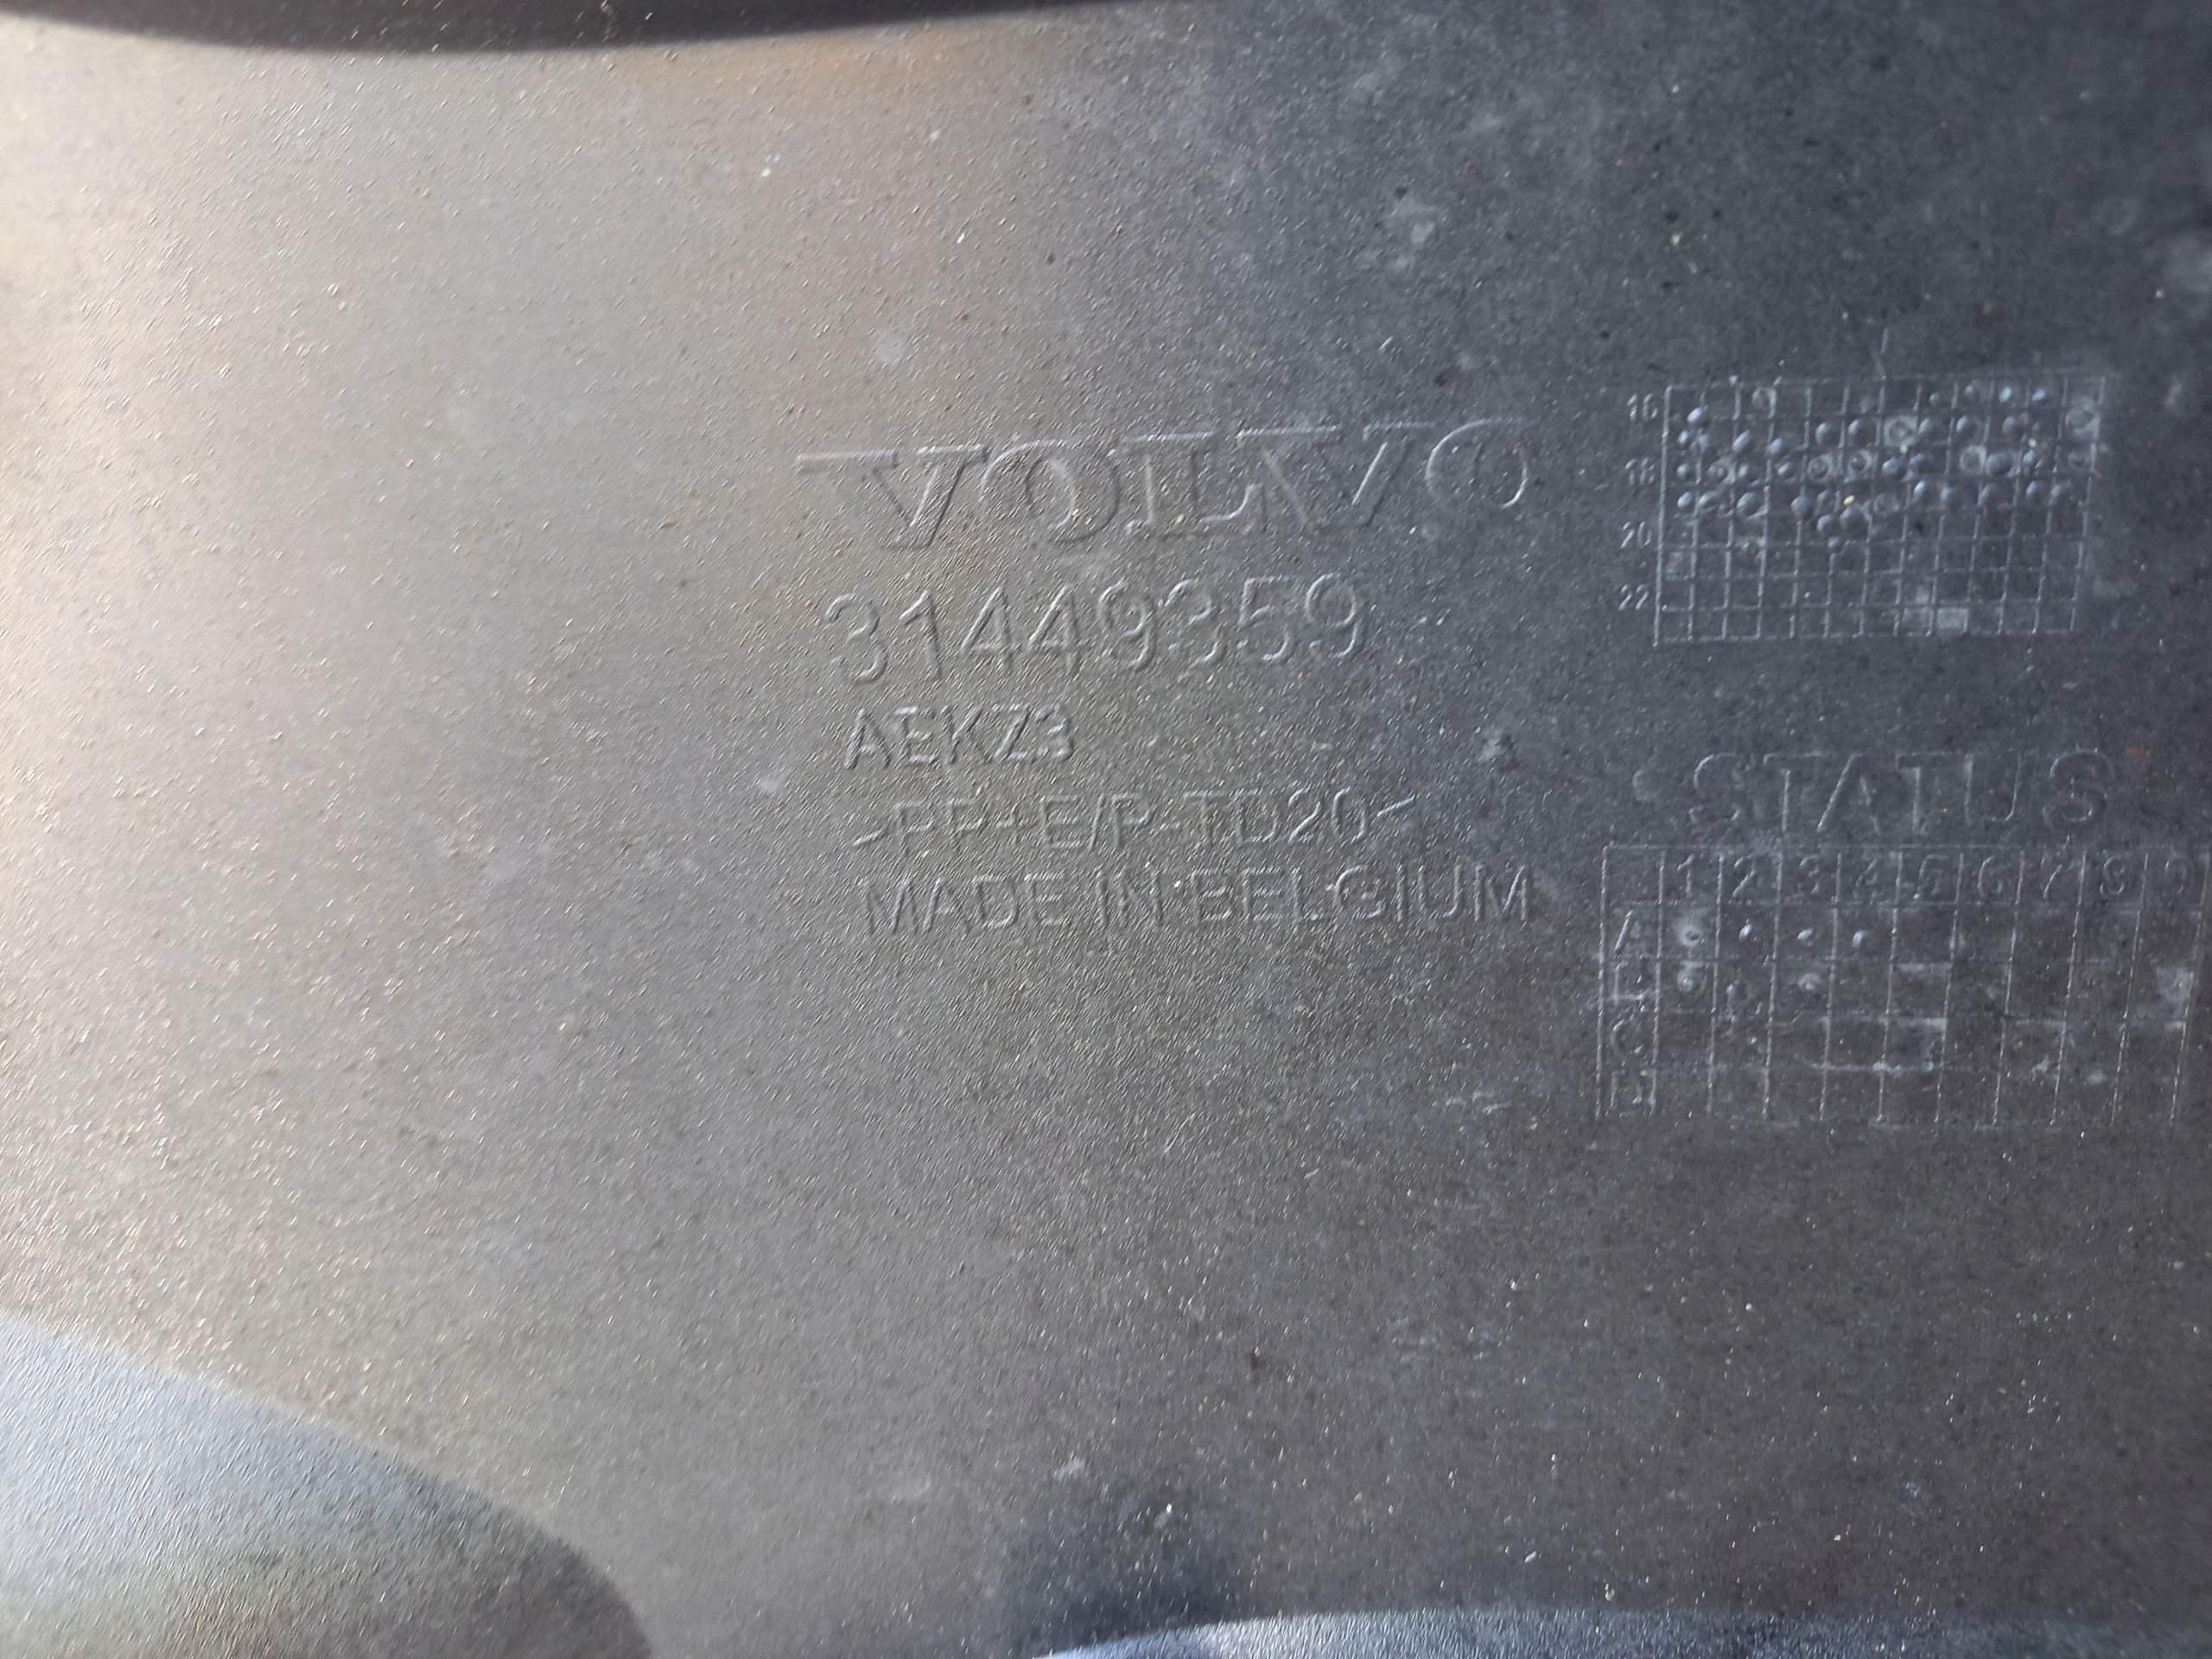 VOLVO
31449359
AEKZ3
>PP+E/P-TD20<
MADE IN BELGIUM
16
18
20
22
STATUS
1 2 3 4 5 6 7 8 9
A
B
C
D